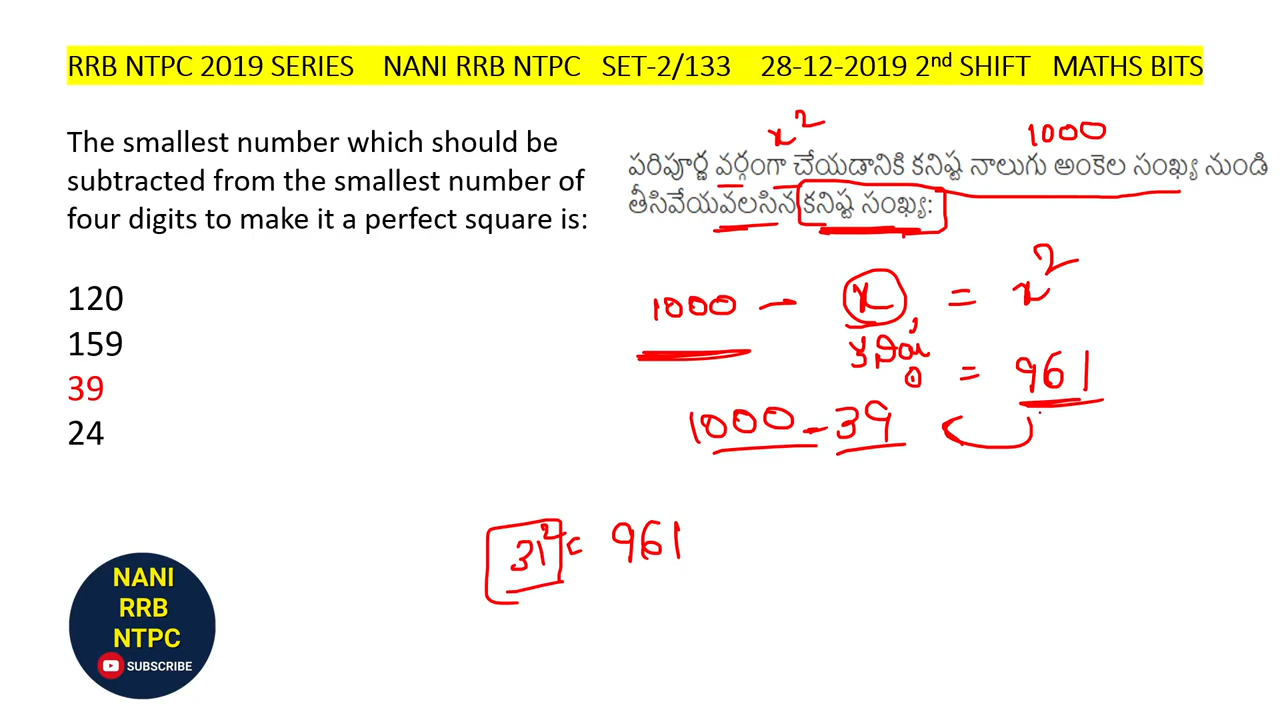 RRB NTPC 2019 SERIES NANI RRB NTPC SET-2/133 28-12-2019 2nd SHIFT MATHS BITS
The smallest number which should be
subtracted from the smallest number of
four digits to make it a perfect square is:
120
159
39
24
x² 1000
పరిపూర్ణ వర్గంగా చేయడానికి కనిష్ట నాలుగు అంకెల సంఖ్య నుండి
తీసివేయవలసిన కనిష్ట సంఖ్య:
1000 - x = x²
= 961
1000 - 39
31² = 961
NANI
RRB
NTPC
SUBSCRIBE